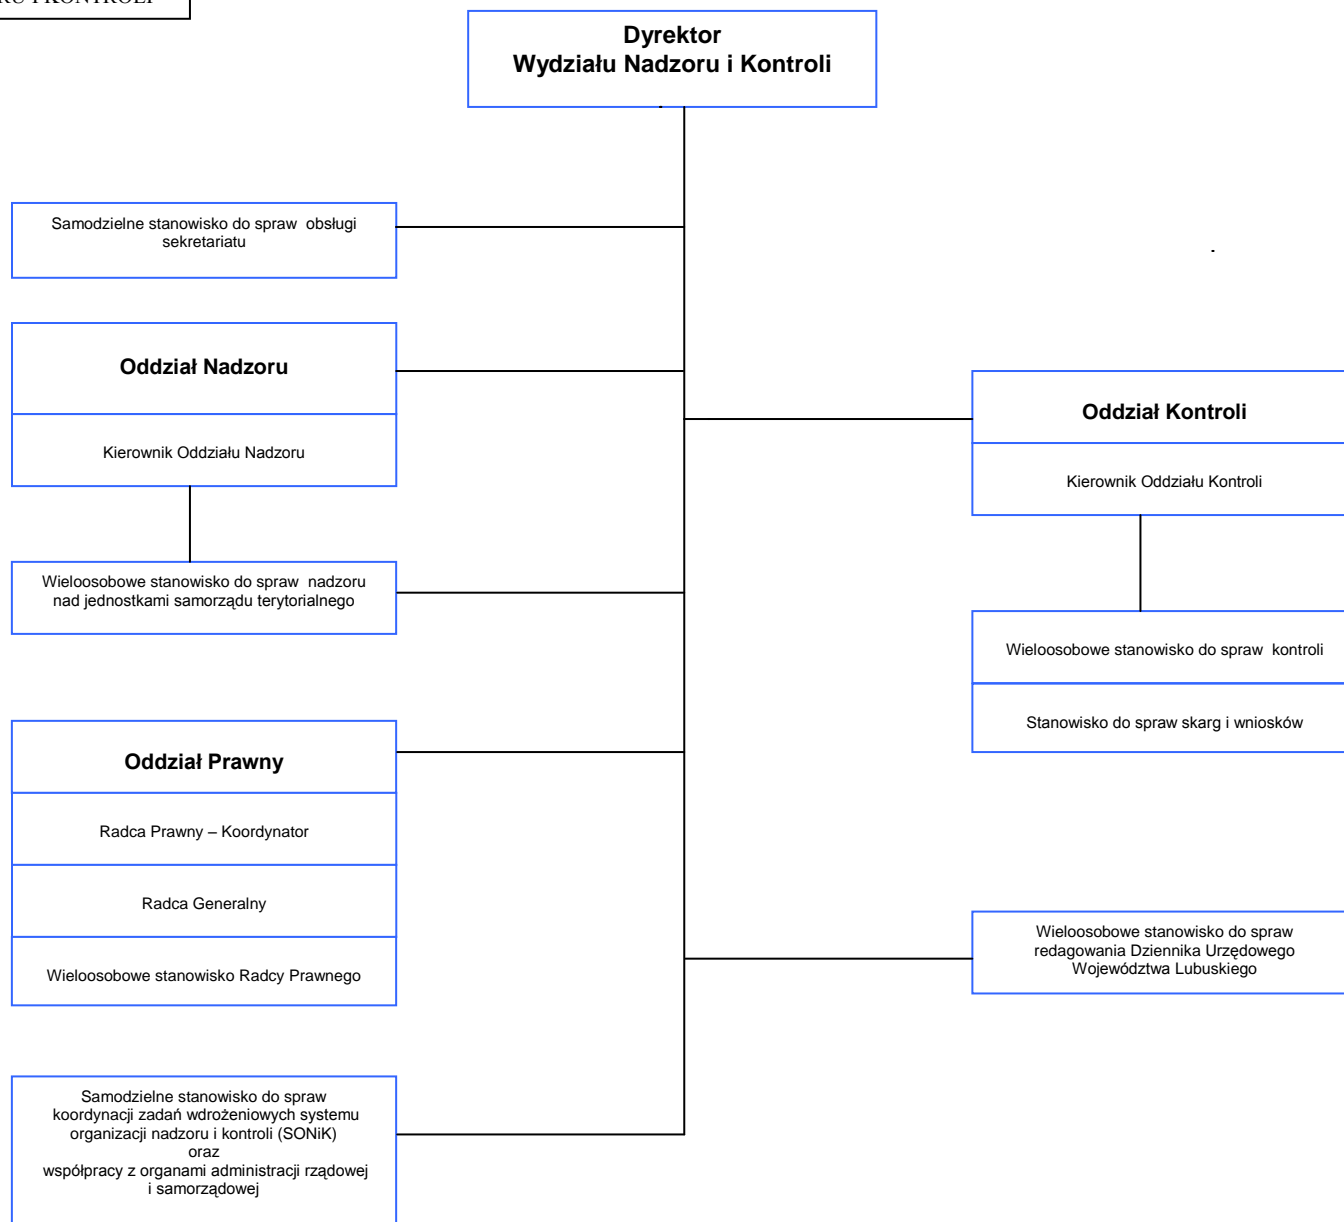 Dyrektor
Wydziału Nadzoru i Kontroli
Samodzielne stanowisko do spraw obsługi
sekretariatu
Oddział Nadzoru
Kierownik Oddziału Nadzoru
Wieloosobowe stanowisko do spraw nadzoru
nad jednostkami samorządu terytorialnego
Oddział Prawny
Radca Prawny – Koordynator
Radca Generalny
Wieloosobowe stanowisko Radcy Prawnego
Samodzielne stanowisko do spraw
koordynacji zadań wdrożeniowych systemu
organizacji nadzoru i kontroli (SONiK)
oraz
współpracy z organami administracji rządowej
i samorządowej
Oddział Kontroli
Kierownik Oddziału Kontroli
Wieloosobowe stanowisko do spraw kontroli
Stanowisko do spraw skarg i wniosków
Wieloosobowe stanowisko do spraw
redagowania Dziennika Urzędowego
Województwa Lubuskiego